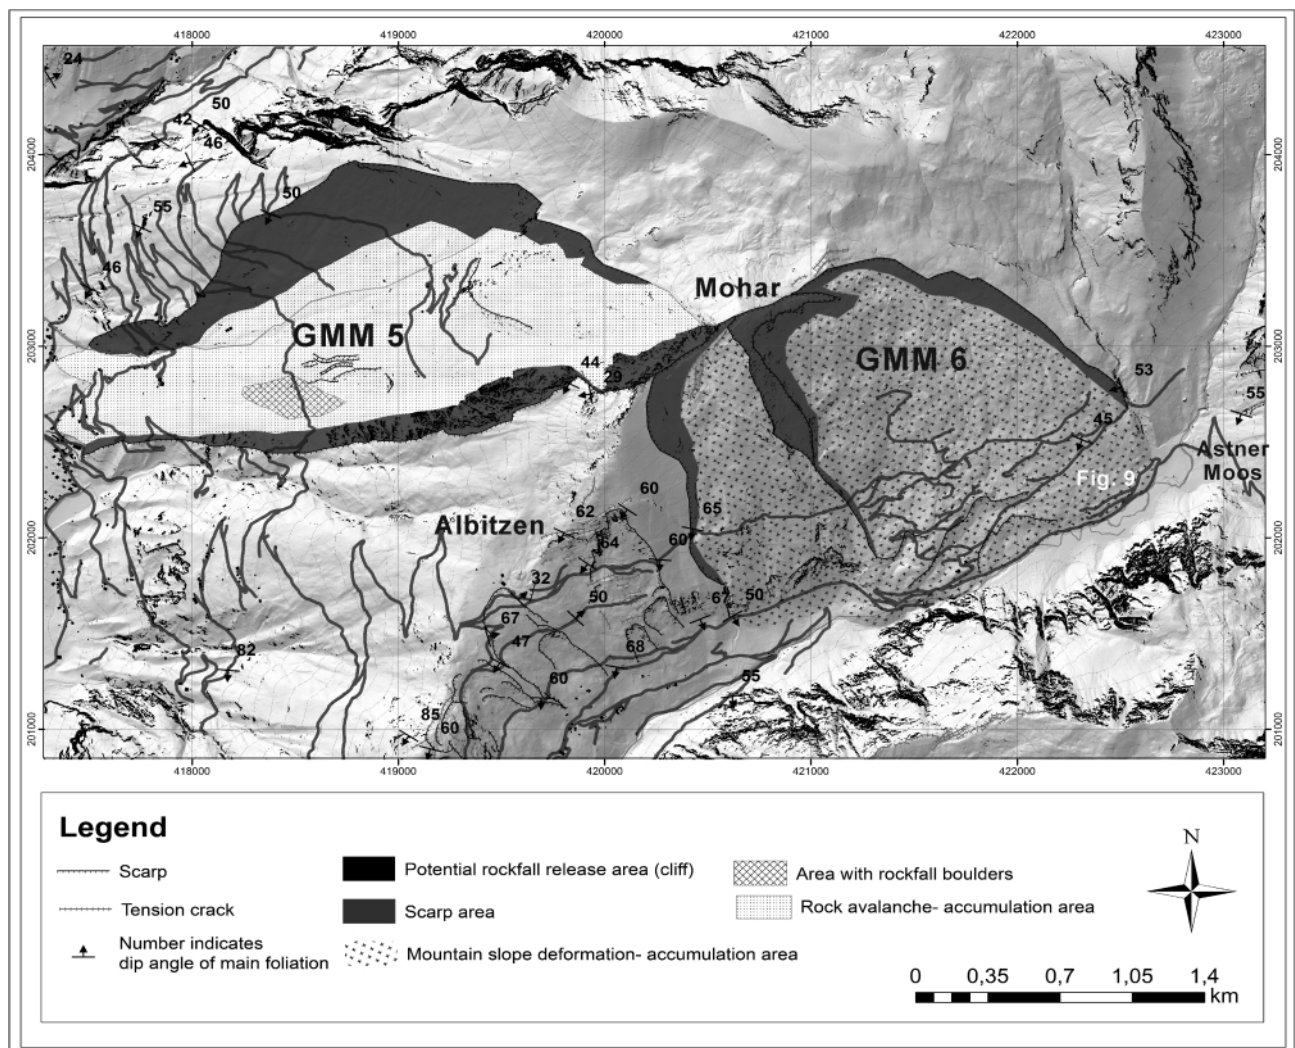 418000 419000 420000 421000 422000 423000
24
50
42
46
204000 204000
50
55
46
Mohar
GMM 5
GMM 6
203000 203000
44
29
53
55
45
Astner
Moos
Fig. 9
60
65
62
Albitzen
64
60
202000 202000
32
50
67
50
67
47
68
82
60
55
85
60
201000 201000
418000 419000 420000 421000 422000 423000
Legend
Scarp
Tension crack
Number indicates
dip angle of main foliation
Potential rockfall release area (cliff)
Scarp area
Mountain slope deformation- accumulation area
Area with rockfall boulders
Rock avalanche- accumulation area
N
0 0,35 0,7 1,05 1,4
km